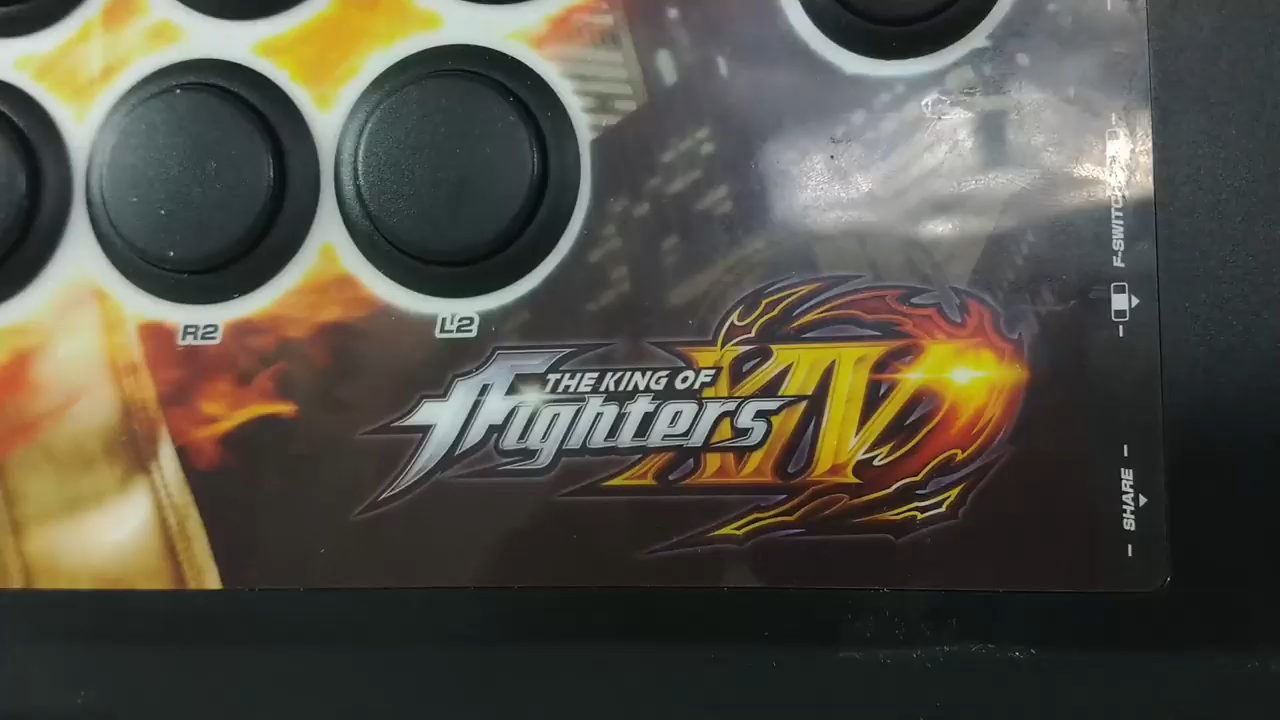 R2
L2
THE KING OF
Fighters
XIV
F-SWITCH
SHARE